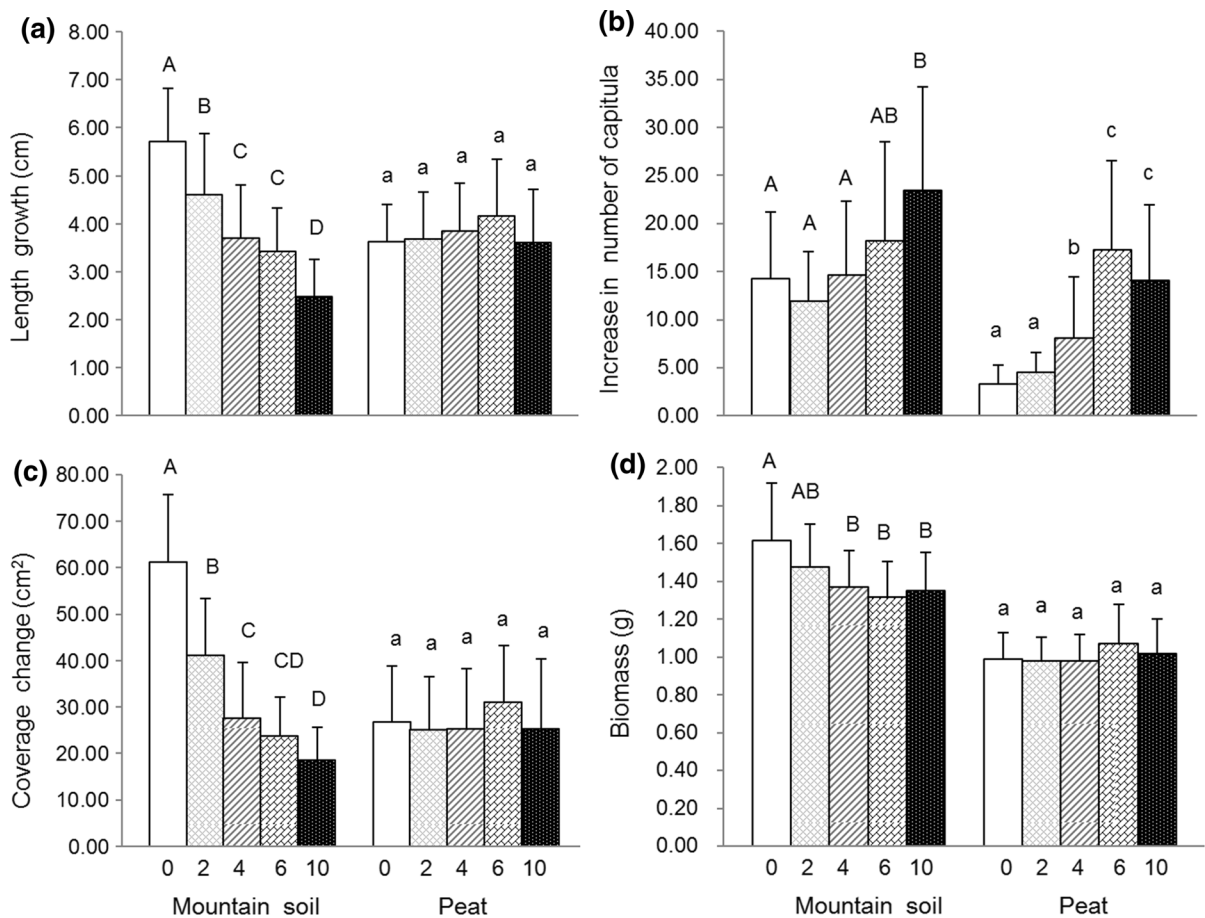 (a)
8.00
7.00
6.00
5.00
4.00
3.00
2.00
1.00
0.00
Length growth (cm)
A
B
C
C
D
a
a
a
a
a
(b)
40.00
35.00
30.00
25.00
20.00
15.00
10.00
5.00
0.00
Increase in number of capitula
A
A
A
AB
B
a
a
b
c
c
(c)
80.00
70.00
60.00
50.00
40.00
30.00
20.00
10.00
0.00
Coverage change (cm²)
A
B
C
CD
D
a
a
a
a
a
0 2 4 6 10 0 2 4 6 10
Mountain soil Peat
(d)
2.00
1.80
1.60
1.40
1.20
1.00
0.80
0.60
0.40
0.20
0.00
Biomass (g)
A
AB
B
B
B
a
a
a
a
a
0 2 4 6 10 0 2 4 6 10
Mountain soil Peat